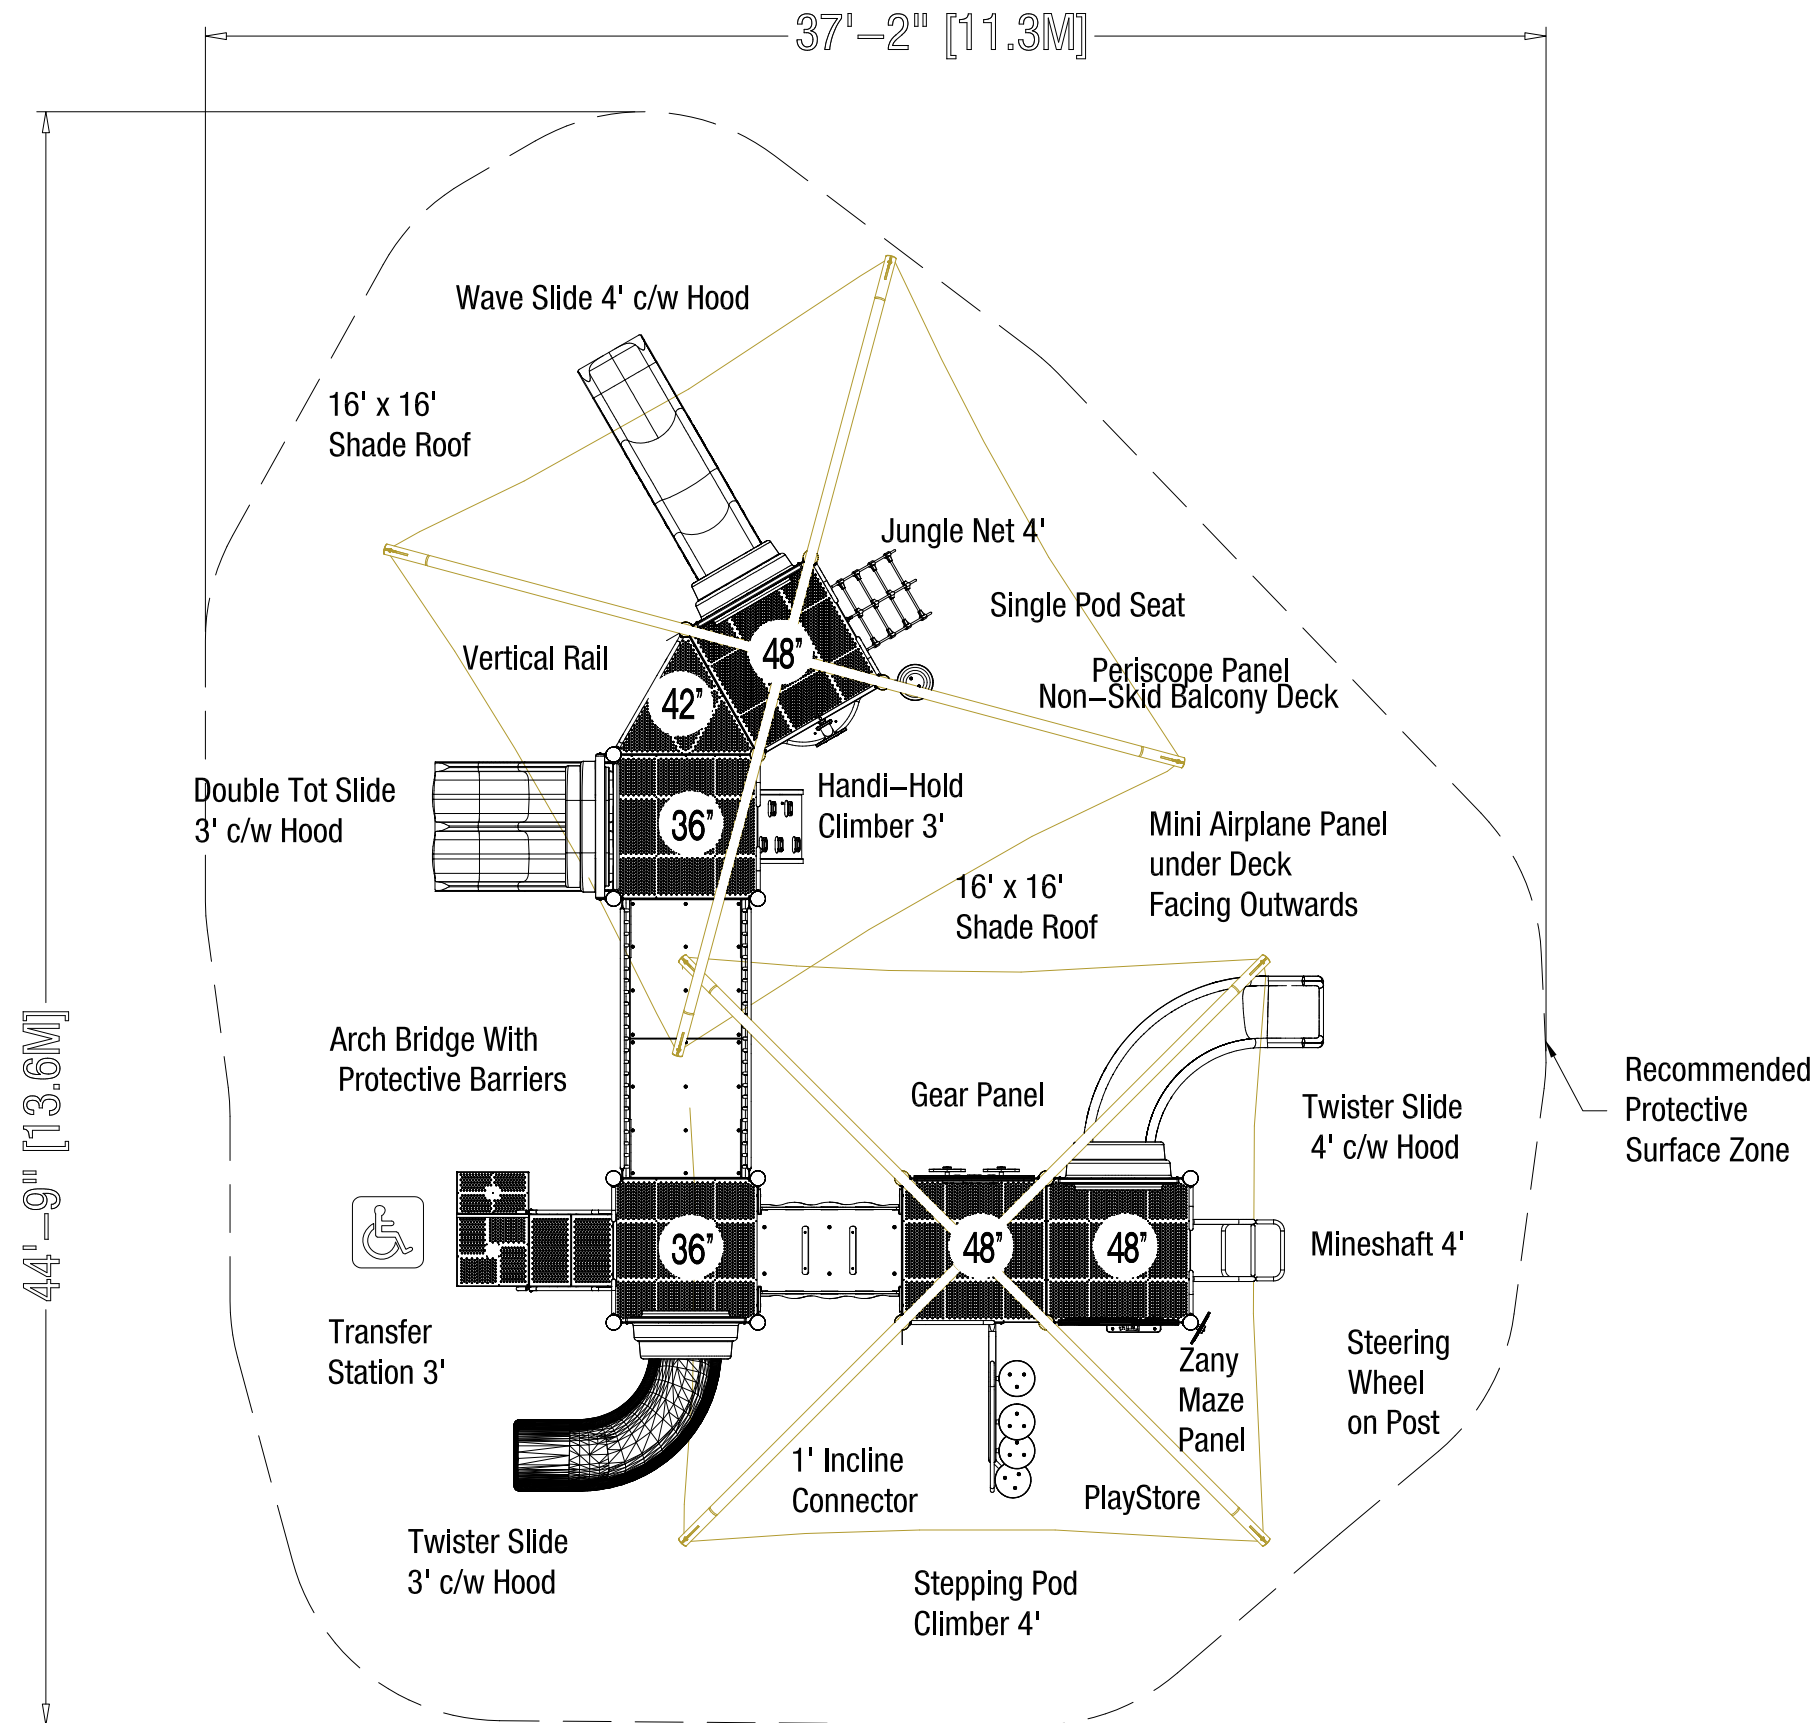 37'–2" [11.3M]
Wave Slide 4' c/w Hood
16' x 16'
Shade Roof
Jungle Net 4'
Single Pod Seat
Vertical Rail
48"
Periscope Panel
Non–Skid Balcony Deck
42"
Double Tot Slide
3' c/w Hood
36"
Handi–Hold
Climber 3'
Mini Airplane Panel
under Deck
Facing Outwards
16' x 16'
Shade Roof
44'–9" [13.6M]
Arch Bridge With
Protective Barriers
Gear Panel
Twister Slide
4' c/w Hood
Recommended
Protective
Surface Zone
36"
48"
48"
Mineshaft 4'
Transfer
Station 3'
Zany
Maze
Panel
Steering
Wheel
on Post
1' Incline
Connector
PlayStore
Twister Slide
3' c/w Hood
Stepping Pod
Climber 4'